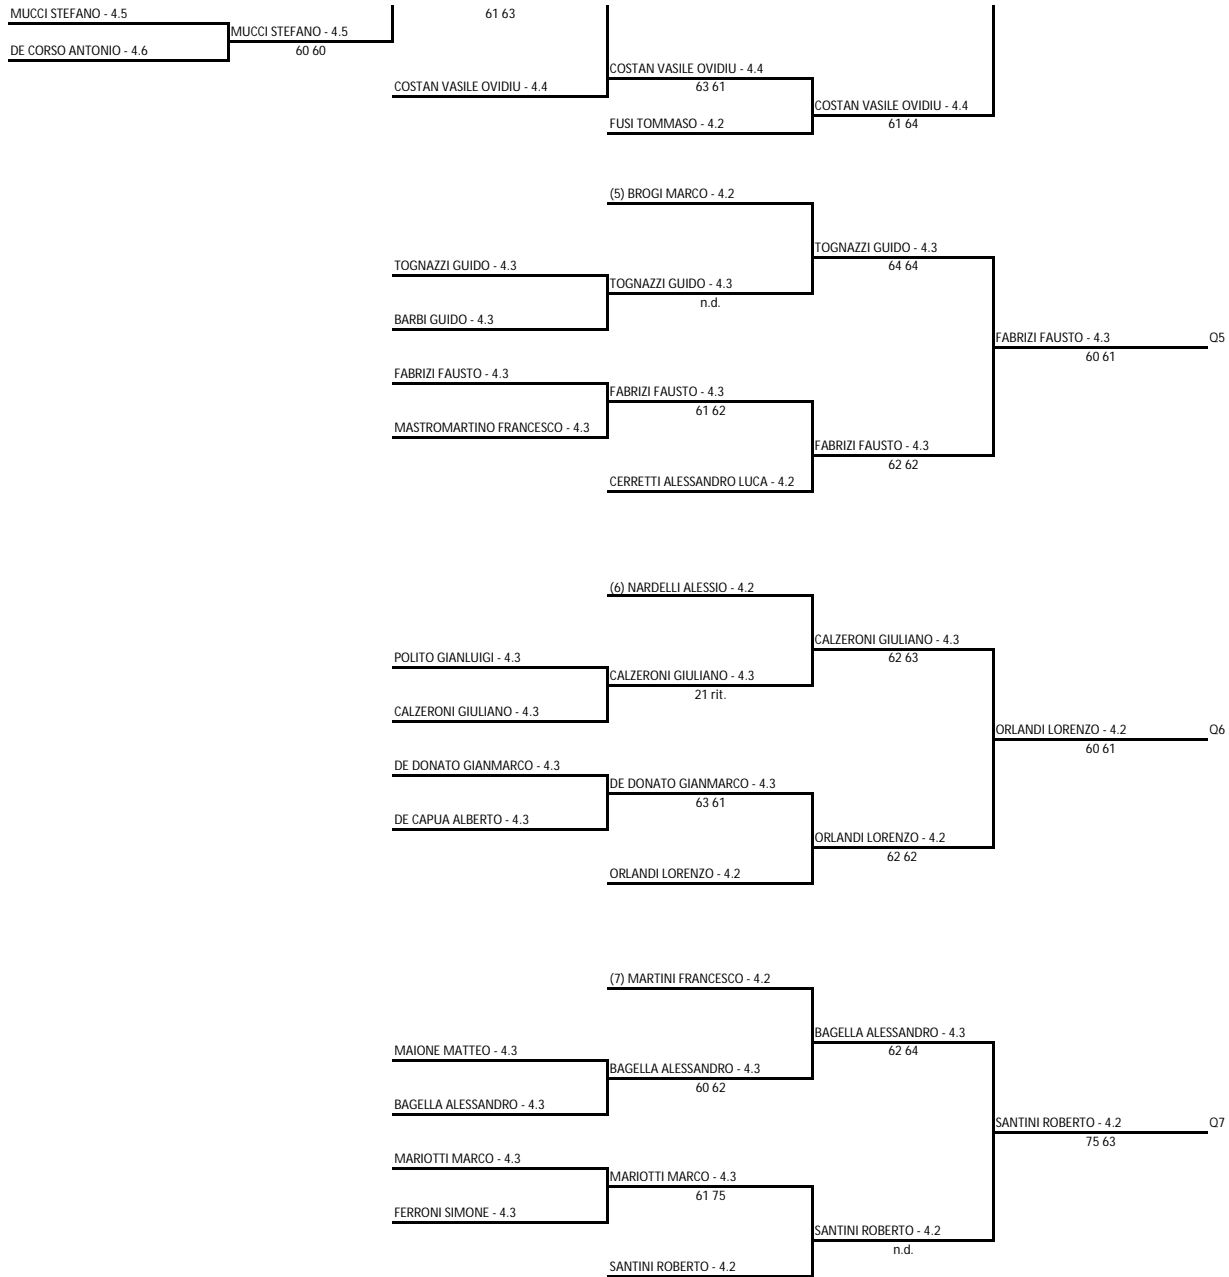 MUCCI STEFANO - 4.5
61 63
MUCCI STEFANO - 4.5
DE CORSO ANTONIO - 4.6
60 60
COSTAN VASILE OVIDIU - 4.4
COSTAN VASILE OVIDIU - 4.4
63 61
COSTAN VASILE OVIDIU - 4.4
FUSI TOMMASO - 4.2
61 64
(5) BROGI MARCO - 4.2
TOGNAZZI GUIDO - 4.3
TOGNAZZI GUIDO - 4.3
64 64
TOGNAZZI GUIDO - 4.3
n.d.
BARBI GUIDO - 4.3
FABRIZI FAUSTO - 4.3
Q5
60 61
FABRIZI FAUSTO - 4.3
FABRIZI FAUSTO - 4.3
61 62
MASTROMARTINO FRANCESCO - 4.3
FABRIZI FAUSTO - 4.3
62 62
CERRETTI ALESSANDRO LUCA - 4.2
(6) NARDELLI ALESSIO - 4.2
CALZERONI GIULIANO - 4.3
POLITO GIANLUIGI - 4.3
62 63
CALZERONI GIULIANO - 4.3
21 rit.
CALZERONI GIULIANO - 4.3
ORLANDI LORENZO - 4.2
Q6
60 61
DE DONATO GIANMARCO - 4.3
DE DONATO GIANMARCO - 4.3
63 61
DE CAPUA ALBERTO - 4.3
ORLANDI LORENZO - 4.2
62 62
ORLANDI LORENZO - 4.2
(7) MARTINI FRANCESCO - 4.2
BAGELLA ALESSANDRO - 4.3
MAIONE MATTEO - 4.3
62 64
BAGELLA ALESSANDRO - 4.3
60 62
BAGELLA ALESSANDRO - 4.3
SANTINI ROBERTO - 4.2
Q7
75 63
MARIOTTI MARCO - 4.3
MARIOTTI MARCO - 4.3
61 75
FERRONI SIMONE - 4.3
SANTINI ROBERTO - 4.2
n.d.
SANTINI ROBERTO - 4.2